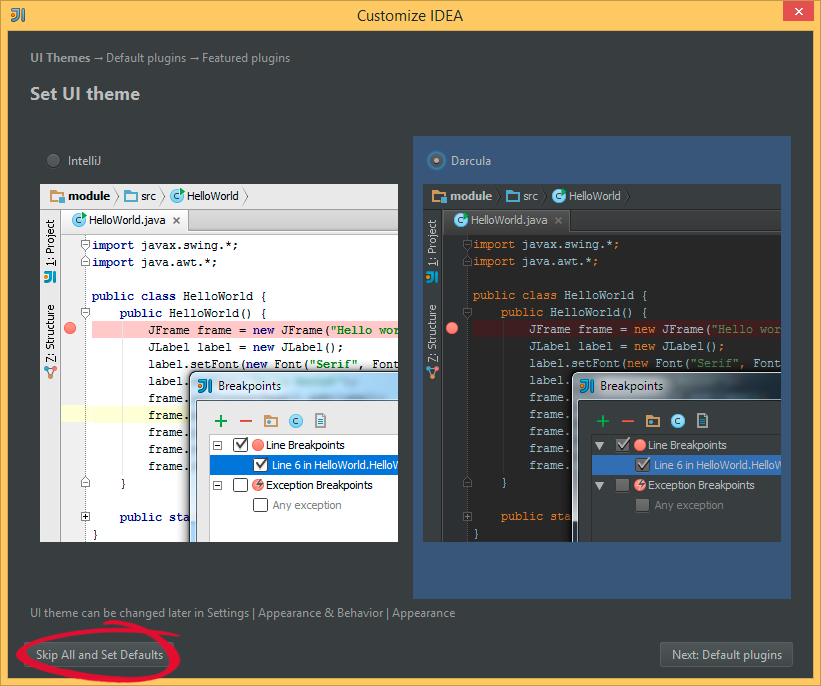 Customize IDEA
UI Themes → Default plugins → Featured plugins
Set UI theme
IntelliJ
module src HelloWorld
HelloWorld.java
1: Project
Z: Structure
import javax.swing.*;
import java.awt.*;
public class HelloWorld {
public HelloWorld() {
JFrame frame = new JFrame("Hello wor
JLabel label = new JLabel();
label.setFont(new Font("Serif", Font
label.
frame.
frame.
frame.
frame.
frame.
}
public sta
}
Breakpoints
Line Breakpoints
Line 6 in HelloWorld.HelloW
Exception Breakpoints
Any exception
Darcula
module src HelloWorld
HelloWorld.java
1: Project
Z: Structure
import javax.swing.*;
import java.awt.*;
public class HelloWorld {
public HelloWorld() {
JFrame frame = new JFrame("Hello wor
JLabel label = new JLabel();
label.setFont(new Font("Serif", Font
label.
frame.
frame.
frame.
frame.
frame.
}
public sta
}
Breakpoints
Line Breakpoints
Line 6 in HelloWorld.HelloW
Exception Breakpoints
Any exception
UI theme can be changed later in Settings | Appearance & Behavior | Appearance
Skip All and Set Defaults
Next: Default plugins